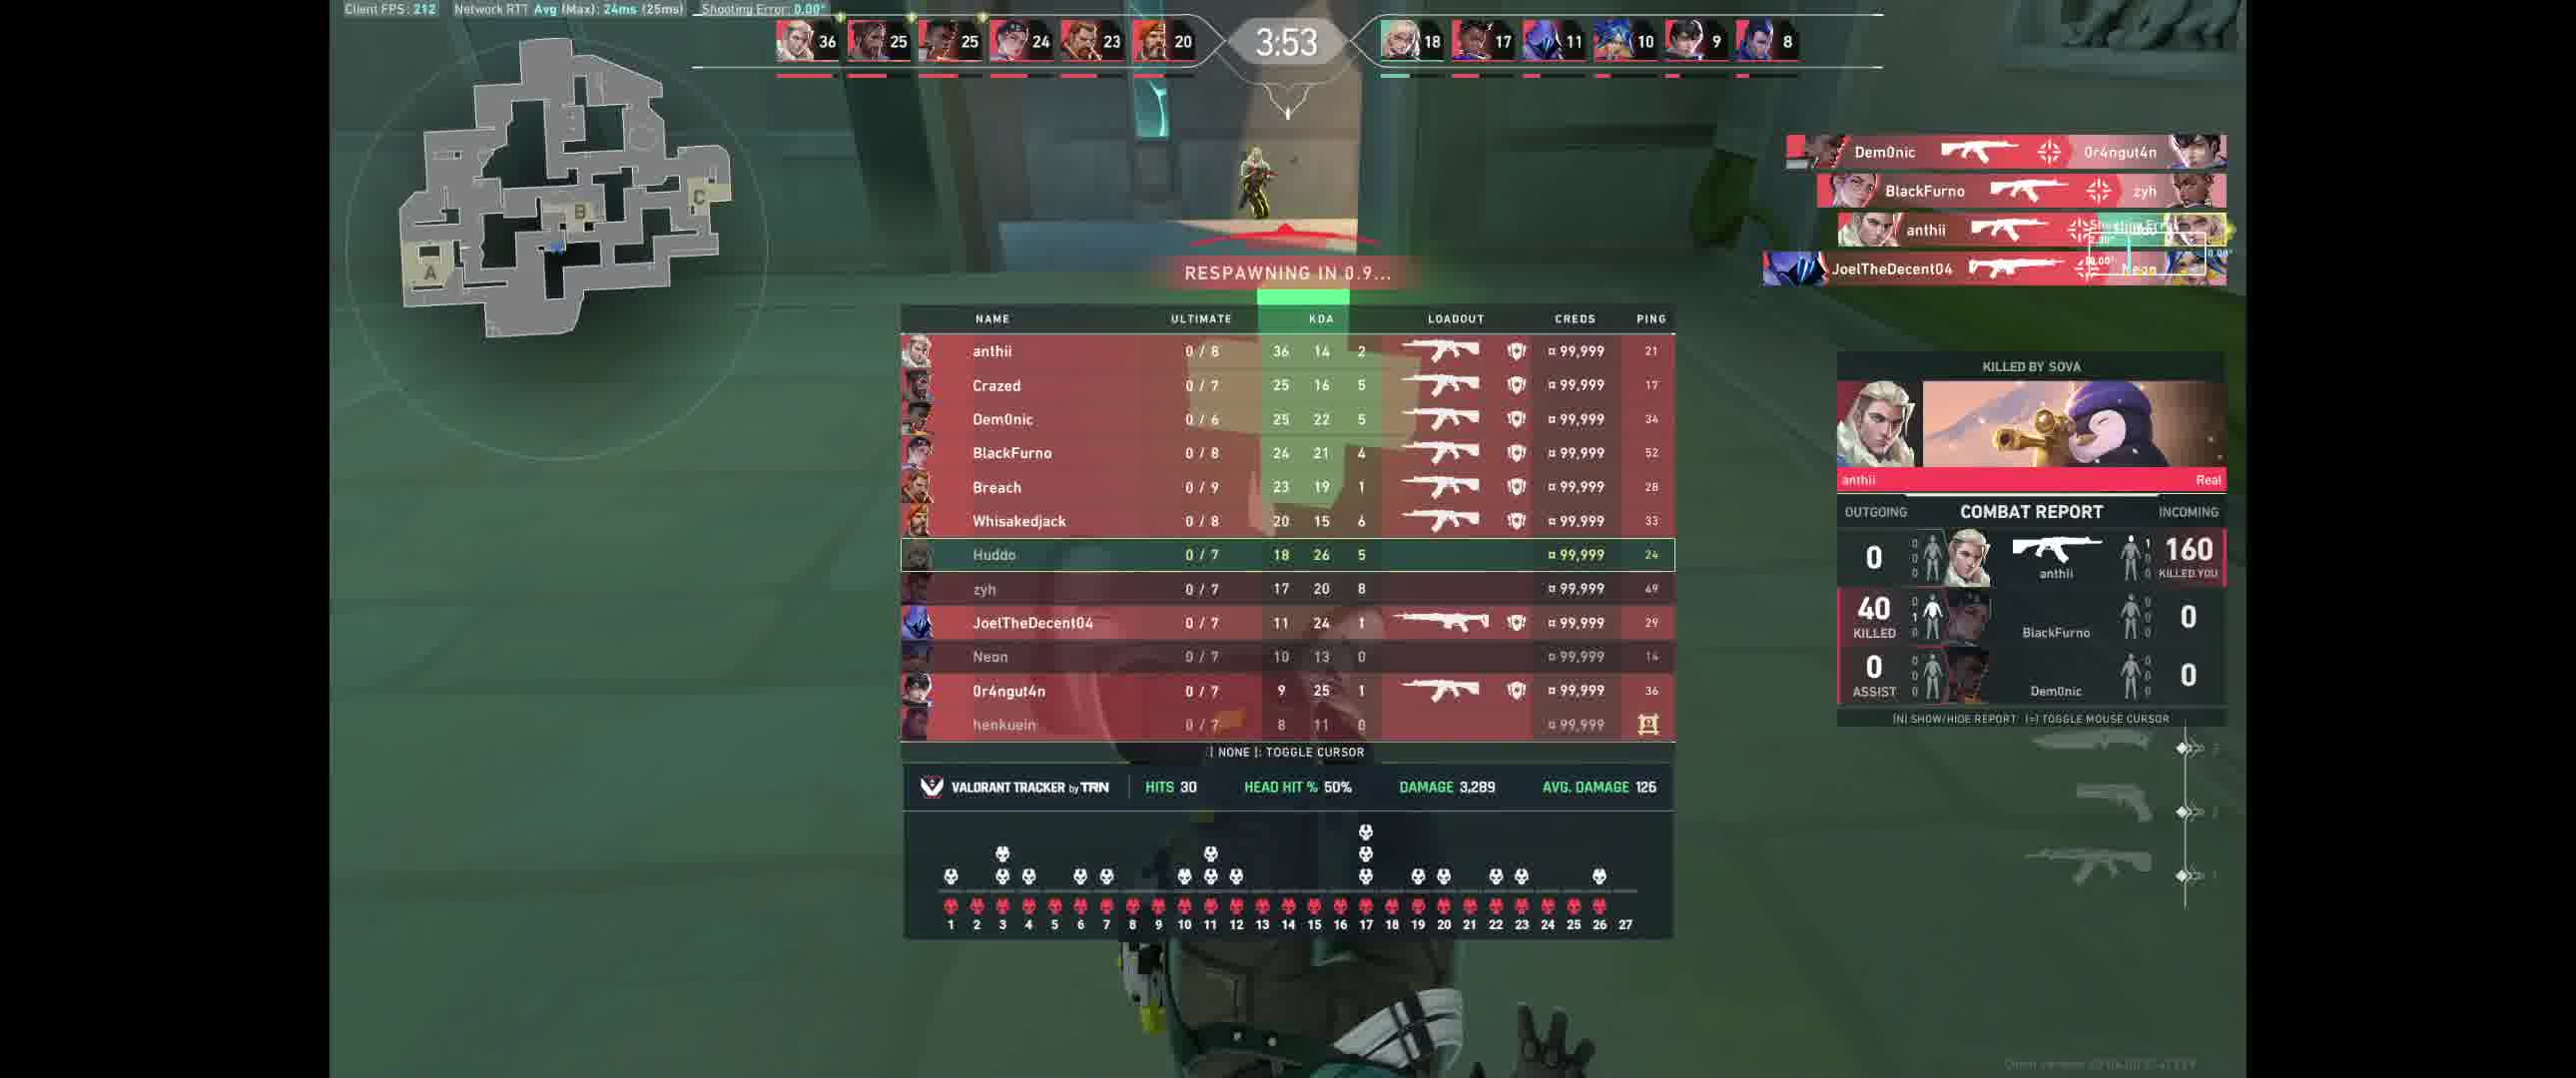 Client FPS: 212 Network RTT Avg (Max): 24ms (25ms) Shooting Error: 0.00°
36 25 25 24 23 20 3:53 18 17 11 10 9 8
A B C
Dem0nic 0r4ngut4n
BlackFurno zyh
anthii
JoelTheDecent04 Neon
RESPAWNING IN 0.9...
NAME ULTIMATE KDA LOADOUT CREDS PING
anthii 0 / 8 36 14 2 ¤ 99,999 21
Crazed 0 / 7 25 16 5 ¤ 99,999 17
Dem0nic 0 / 6 25 22 5 ¤ 99,999 34
BlackFurno 0 / 8 24 21 4 ¤ 99,999 52
Breach 0 / 9 23 19 1 ¤ 99,999 28
Whisakedjack 0 / 8 20 15 6 ¤ 99,999 33
Huddo 0 / 7 18 26 5 ¤ 99,999 24
zyh 0 / 7 17 20 8 ¤ 99,999 49
JoelTheDecent04 0 / 7 11 24 1 ¤ 99,999 29
Neon 0 / 7 10 13 0 ¤ 99,999 14
0r4ngut4n 0 / 7 9 25 1 ¤ 99,999 36
henkuein 0 / 7 8 11 0 ¤ 99,999
[ NONE ]: TOGGLE CURSOR
VALORANT TRACKER by TRN HITS 30 HEAD HIT % 50% DAMAGE 3,289 AVG. DAMAGE 126
1 2 3 4 5 6 7 8 9 10 11 12 13 14 15 16 17 18 19 20 21 22 23 24 25 26 27
KILLED BY SOVA
anthii Real
OUTGOING COMBAT REPORT INCOMING
0 anthii 160
KILLED YOU
40 BlackFurno 0
KILLED
0 Dem0nic 0
ASSIST
[N] SHOW/HIDE REPORT [=] TOGGLE MOUSE CURSOR